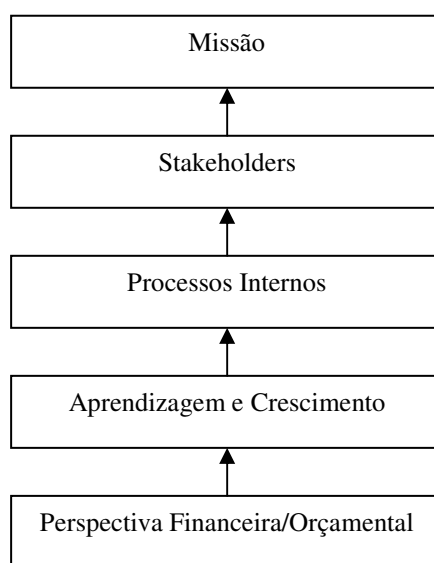 Missão
Stakeholders
Processos Internos
Aprendizagem e Crescimento
Perspectiva Financeira/Orçamental